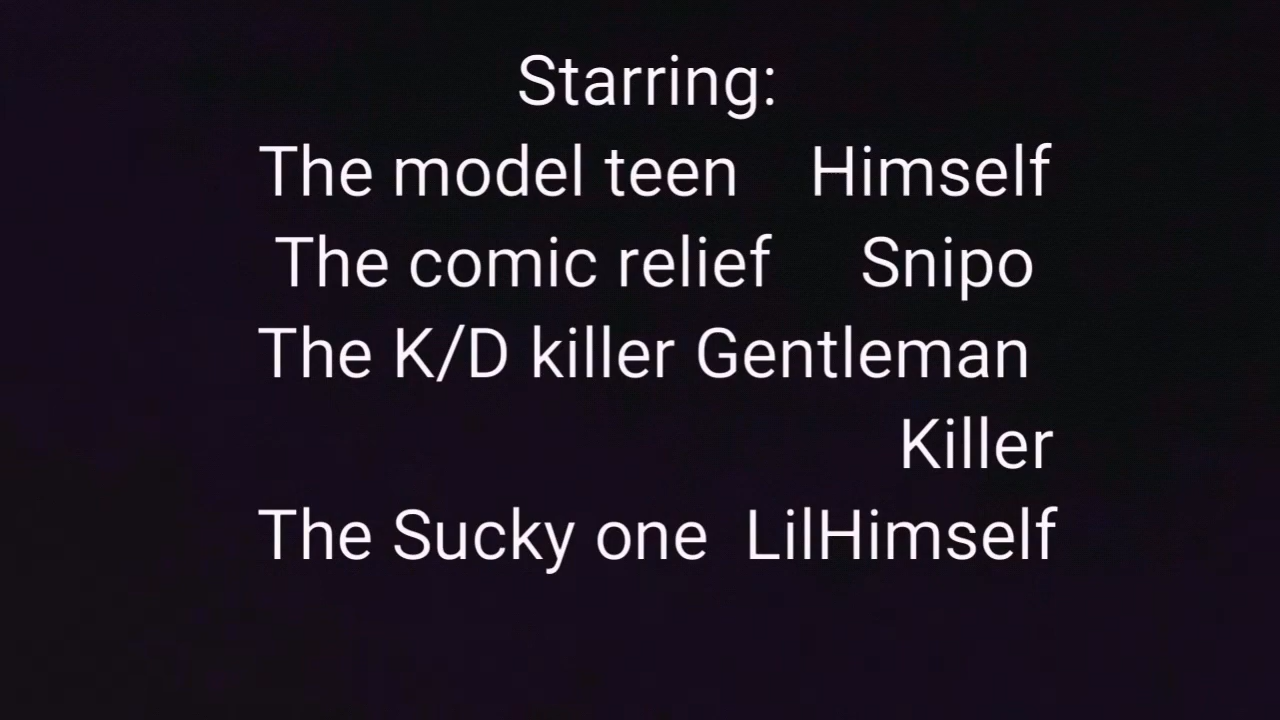 Starring:
The model teen Himself
The comic relief Snipo
The K/D killer Gentleman
Killer
The Sucky one LilHimself